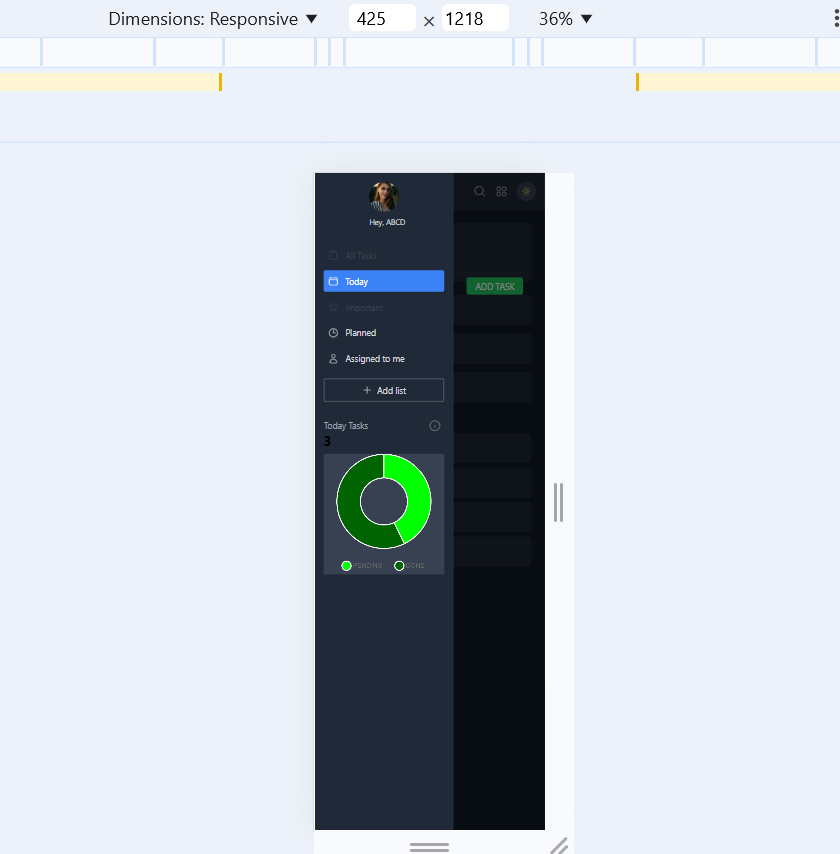 Dimensions: Responsive ▼ 425 × 1218 36% ▼
Hey, ABCD
All Tasks
Today
ADD TASK
Important
Planned
Assigned to me
+ Add list
Today Tasks
3
PENDING DONE